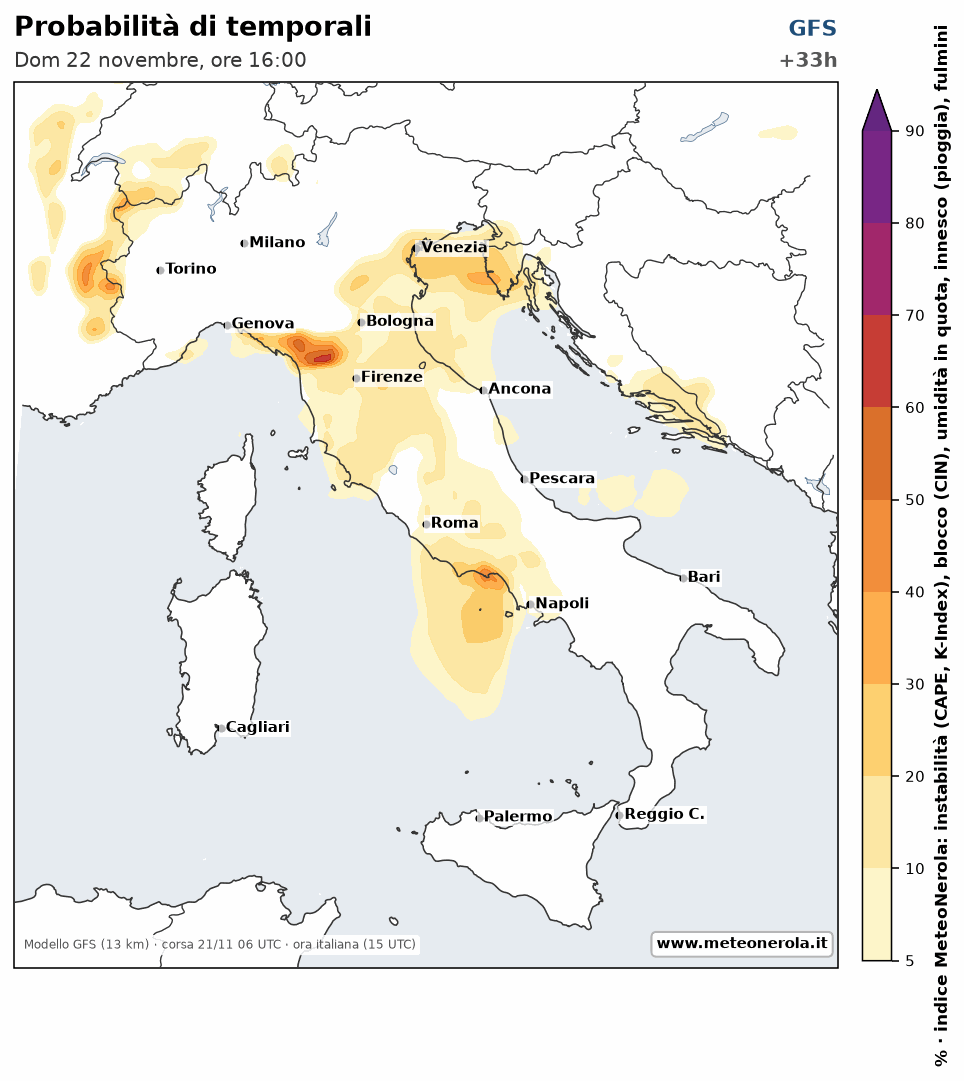 Probabilità di temporali
GFS
Dom 22 novembre, ore 16:00
+33h
Milano
Venezia
Torino
Genova
Bologna
Firenze
Ancona
Pescara
Roma
Bari
Napoli
Cagliari
Palermo
Reggio C.
Modello GFS (13 km) · corsa 21/11 06 UTC · ora italiana (15 UTC)
www.meteonerola.it
90
80
70
60
50
40
30
20
10
5
% · indice MeteoNerola: instabilità (CAPE, K-Index), blocco (CIN), umidità in quota, innesco (pioggia), fulmini